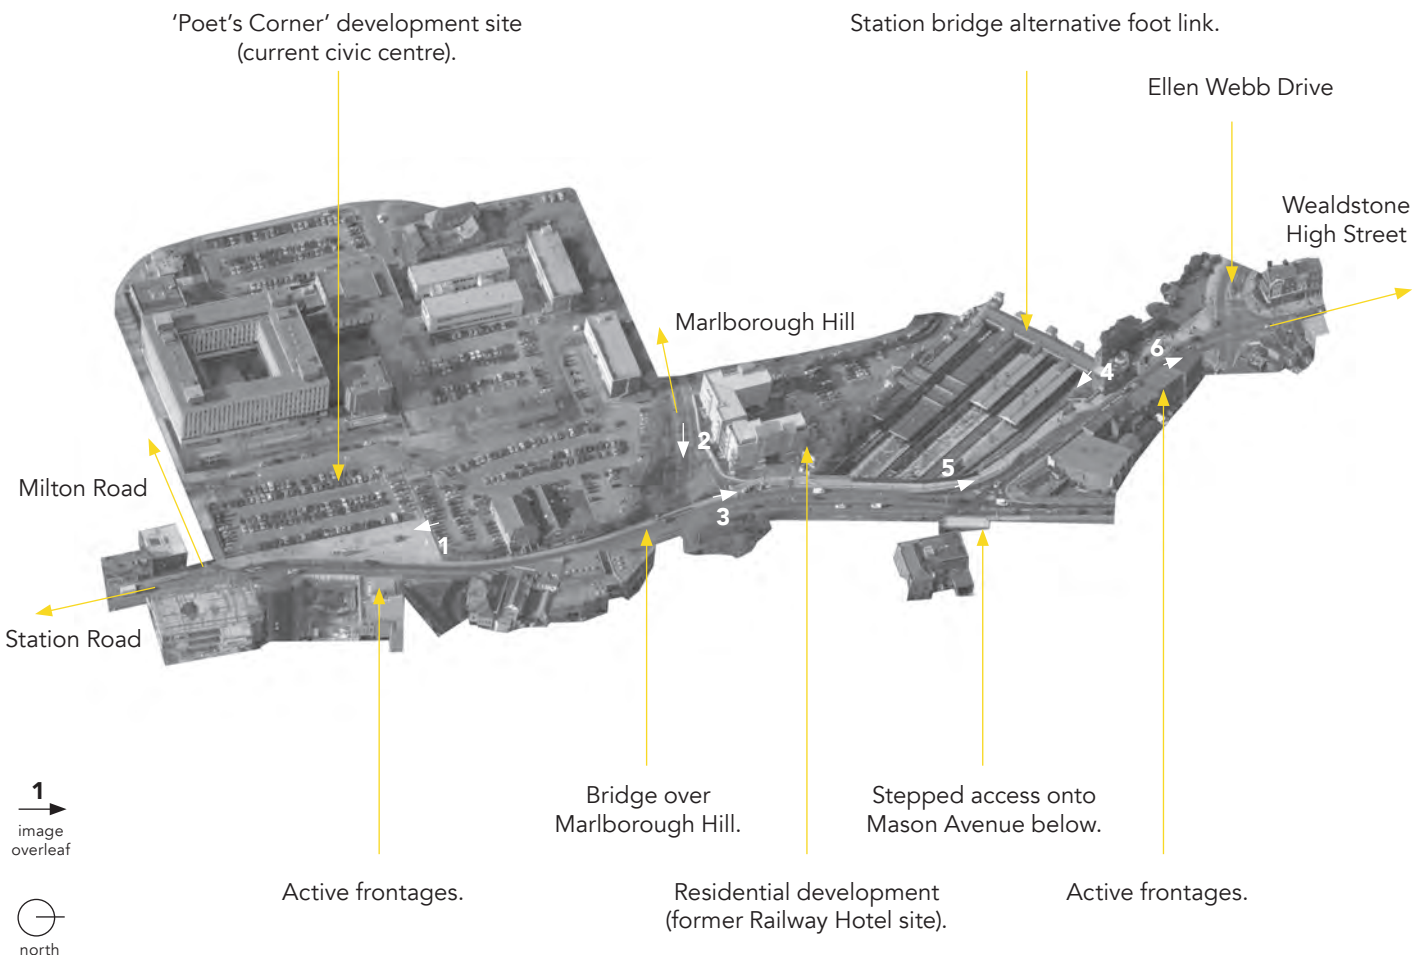 ‘Poet’s Corner’ development site
(current civic centre).
Station bridge alternative foot link.
Ellen Webb Drive
Wealdstone
High Street
Marlborough Hill
6
4
2
5
Milton Road
3
1
Station Road
1
image
overleaf
Bridge over
Marlborough Hill.
Stepped access onto
Mason Avenue below.
Active frontages.
Residential development
(former Railway Hotel site).
Active frontages.
north